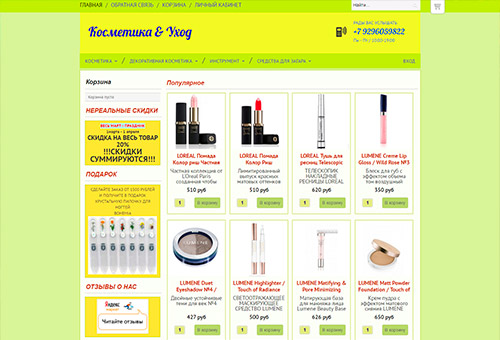 ГЛАВНАЯ / ОБРАТНАЯ СВЯЗЬ / КОРЗИНА / ЛИЧНЫЙ КАБИНЕТ
Найти ...
Косметика & Уход
РАДЫ ВАС УСЛЫШАТЬ
+7 9296059822
Пн - Пт / 10:00-19:00
КОСМЕТИКА / ДЕКОРАТИВНАЯ КОСМЕТИКА / ИНСТРУМЕНТ / СРЕДСТВА ДЛЯ ЗАГАРА
ВХОД
Корзина
Корзина пуста
НЕРЕАЛЬНЫЕ СКИДКИ
ВЕСЬ МАРТ - ПРАЗДНИК
1 марта - 1 апреля
СКИДКА НА ВЕСЬ ТОВАР
20%
!!!СКИДКИ
СУММИРУЮТСЯ!!!
ПОДАРОК
СДЕЛАЙТЕ ЗАКАЗ ОТ 1000 РУБЛЕЙ
И ПОЛУЧИТЕ В ПОДАРОК
ХРУСТАЛЬНУЮ ПИЛОЧКУ ДЛЯ
НОГТЕЙ
BOHEMIA
ОТЗЫВЫ О НАС
Яндекс
маркет
Читайте отзывы
Популярное
LOREAL Помада
Колор риш Частная
Частная коллекция от
L'Oreal Paris
созданная чтобы
510 руб
1 В корзину
LOREAL Помада
Колор риш
Лимитированный
выпуск красных
матовых оттенков
510 руб
1 В корзину
LOREAL Тушь для
ресниц Telescopic
ТЕЛЕСКОПИК
НАКЛАДНЫЕ
РЕСНИЦЫ LOREAL
620 руб
1 В корзину
LUMENE Creme Lip
Gloss / Wild Rose №3
Блеск для губ с
эффектом объема
тон воздушный
550 руб
1 В корзину
LUMENE Duet
Eyeshadow №4 /
Двойные устойчивые
тени для век №4
427 руб
1 В корзину
LUMENE Highlighter /
Touch of Radiance
СВЕТООТРАЖАЮЩЕЕ
МАСКИРУЮЩЕЕ
СРЕДСТВО LUMENE
500 руб
1 В корзину
LUMENE Matifying &
Pore Minimizing
Матирующая база
для макияжа лица
Lumene Beauty Base
626 руб
1 В корзину
LUMENE Matt Powder
Foundation / Touch of
Крем пудра с
эффектом матового
сияния LUMENE
650 руб
1 В корзину